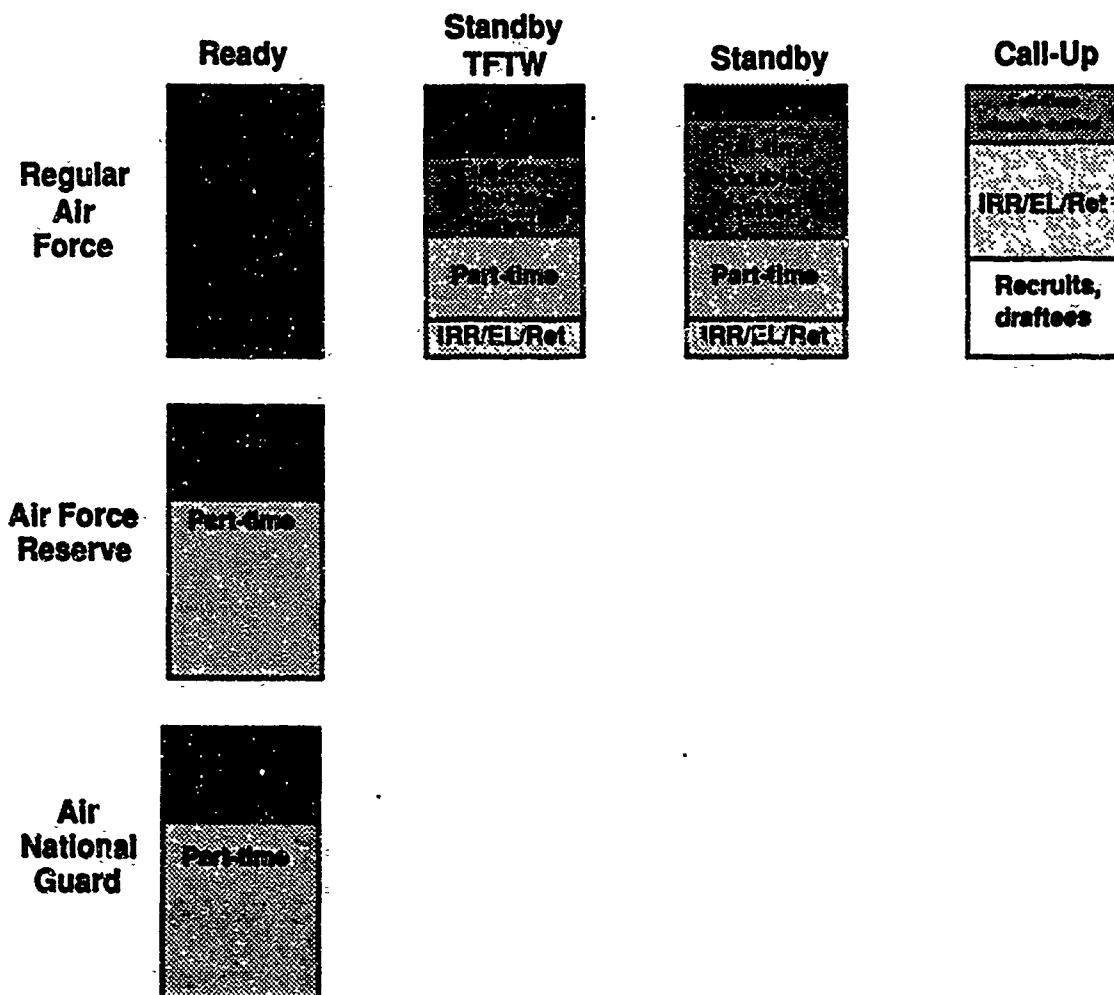 Ready
Standby
TFTW
Standby
Call-Up
Regular
Air
Force
Part-time
IRR/EL/Ret
Part-time
IRR/EL/Ret
IRR/EL/Ret
Recruits,
draftees
Air Force
Reserve
Part-time
Air
National
Guard
Part-time